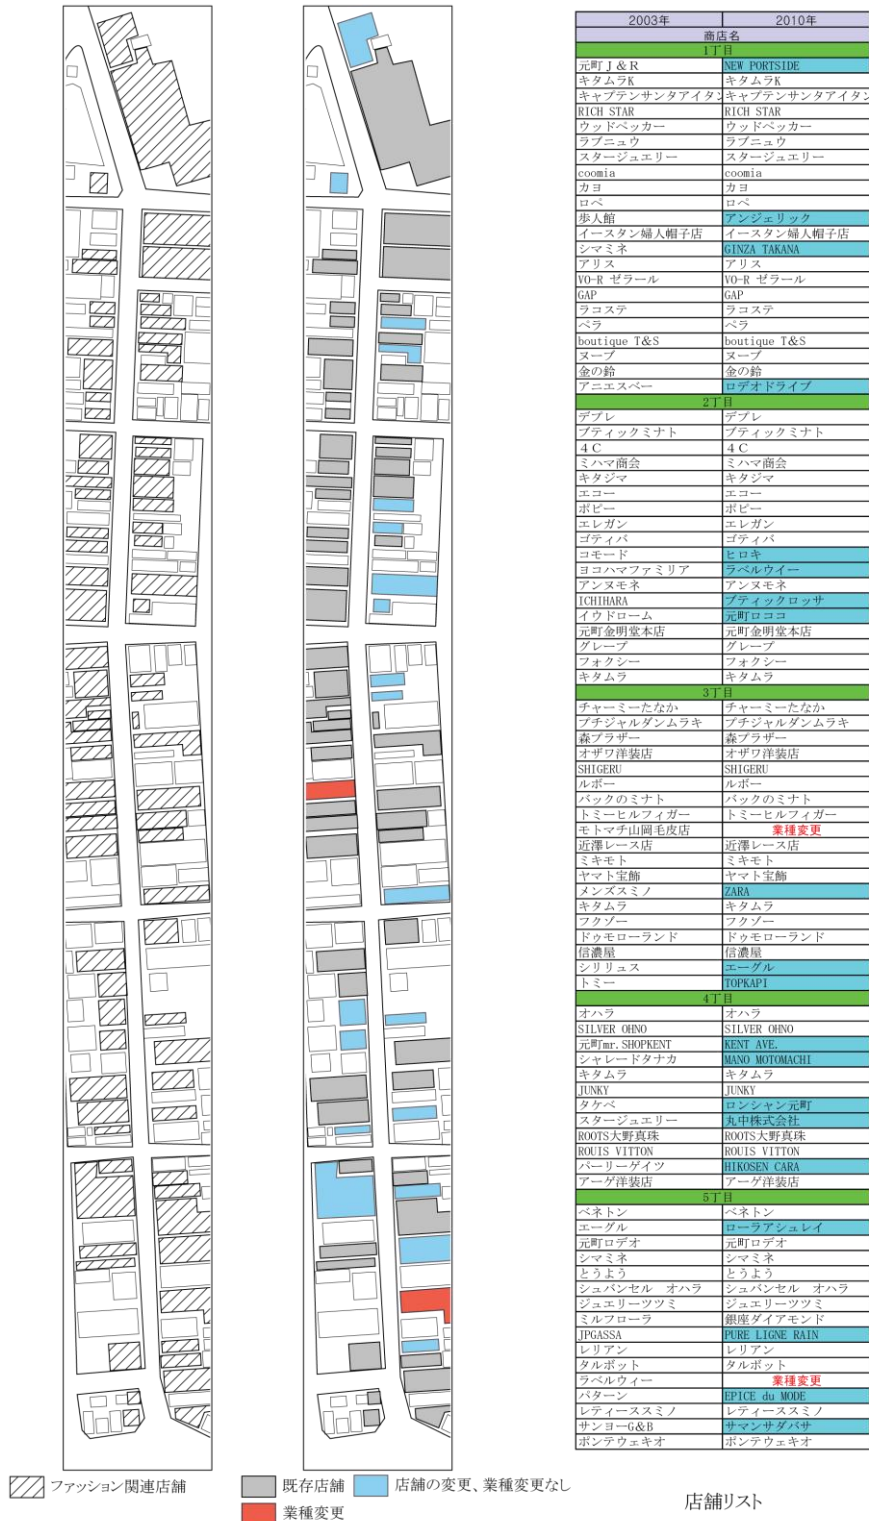 2003年 2010年
商店名
1丁目
元町J＆R NEW PORTSIDE
キタムラK キタムラK
キャプテンサンタアイタン キャプテンサンタアイタン
RICH STAR RICH STAR
ウッドペッカー ウッドペッカー
ラブニュウ ラブニュウ
スタージュエリー スタージュエリー
coomia coomia
カヨ カヨ
ロペ ロペ
歩人館 アンジェリック
イースタン婦人帽子店 イースタン婦人帽子店
シマミネ GINZA TAKANA
アリス アリス
VO-R ゼラール VO-R ゼラール
GAP GAP
ラコステ ラコステ
ベラ ベラ
boutique T&S boutique T&S
ヌーブ ヌーブ
金の鈴 金の鈴
アニエスベー ロデオドライブ
2丁目
デプレ デプレ
ブティックミナト ブティックミナト
４C ４C
ミハマ商会 ミハマ商会
キタジマ キタジマ
エコー エコー
ポピー ポピー
エレガン エレガン
ゴティバ ゴティバ
コモード ヒロキ
ヨコハマファミリア ラベルウイー
アンヌモネ アンヌモネ
ICHIHARA ブティックロッサ
イウドローム 元町ロココ
元町金明堂本店 元町金明堂本店
グレープ グレープ
フォクシー フォクシー
キタムラ キタムラ
3丁目
チャーミーたなか チャーミーたなか
プチジャルダンムラキ プチジャルダンムラキ
森ブラザー 森ブラザー
オザワ洋装店 オザワ洋装店
SHIGERU SHIGERU
ルポー ルポー
バックのミナト バックのミナト
トミーヒルフィガー トミーヒルフィガー
モトマチ山岡毛皮店 業種変更
近澤レース店 近澤レース店
ミキモト ミキモト
ヤマト宝飾 ヤマト宝飾
メンズスミノ ZARA
キタムラ キタムラ
フクゾー フクゾー
ドゥモローランド ドゥモローランド
信濃屋 信濃屋
シリリュス エーグル
トミー TOPKAPI
4丁目
オハラ オハラ
SILVER OHNO SILVER OHNO
元町mr.SHOPKENT KENT AVE.
シャレードタナカ MANO MOTOMACHI
キタムラ キタムラ
JUNKY JUNKY
タケベ ロンシャン元町
スタージュエリー 丸中株式会社
ROOTS大野真珠 ROOTS大野真珠
ROUIS VITTON ROUIS VITTON
パーリーゲイツ HIKOSEN CARA
アーゲ洋装店 アーゲ洋装店
5丁目
ベネトン ベネトン
エーグル ローラアシュレイ
元町ロデオ 元町ロデオ
シマミネ シマミネ
とうよう とうよう
シュバンセル　オハラ シュバンセル　オハラ
ジュエリーツツミ ジュエリーツツミ
ミルフローラ 銀座ダイアモンド
JPGASSA PURE LIGNE RAIN
レリアン レリアン
タルボット タルボット
ラベルウィー 業種変更
パターン EPICE du MODE
レティーススミノ レティーススミノ
サンヨーG&B サマンサダバサ
ポンテウェキオ ポンテウェキオ
ファッション関連店舗 既存店舗 店舗の変更、業種変更なし
業種変更
店舗リスト